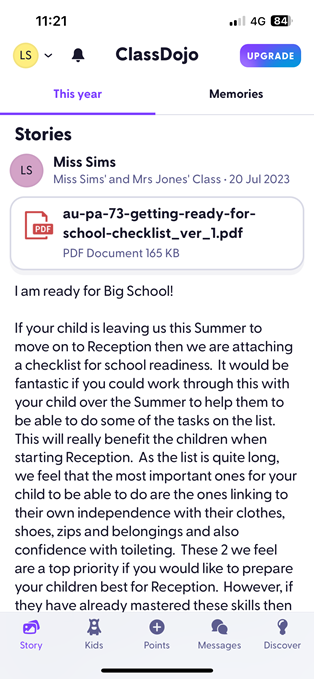 11:21 4G 84
LS ClassDojo UPGRADE
This year Memories
Stories
LS Miss Sims
Miss Sims' and Mrs Jones' Class • 20 Jul 2023
PDF au-pa-73-getting-ready-for-
school-checklist_ver_1.pdf
PDF Document 165 KB
I am ready for Big School!
If your child is leaving us this Summer to
move on to Reception then we are attaching
a checklist for school readiness. It would be
fantastic if you could work through this with
your child over the Summer to help them to
be able to do some of the tasks on the list.
This will really benefit the children when
starting Reception. As the list is quite long,
we feel that the most important ones for your
child to be able to do are the ones linking to
their own independence with their clothes,
shoes, zips and belongings and also
confidence with toileting. These 2 we feel
are a top priority if you would like to prepare
your children best for Reception. However, if
they have already mastered these skills then
Story Kids Points Messages Discover